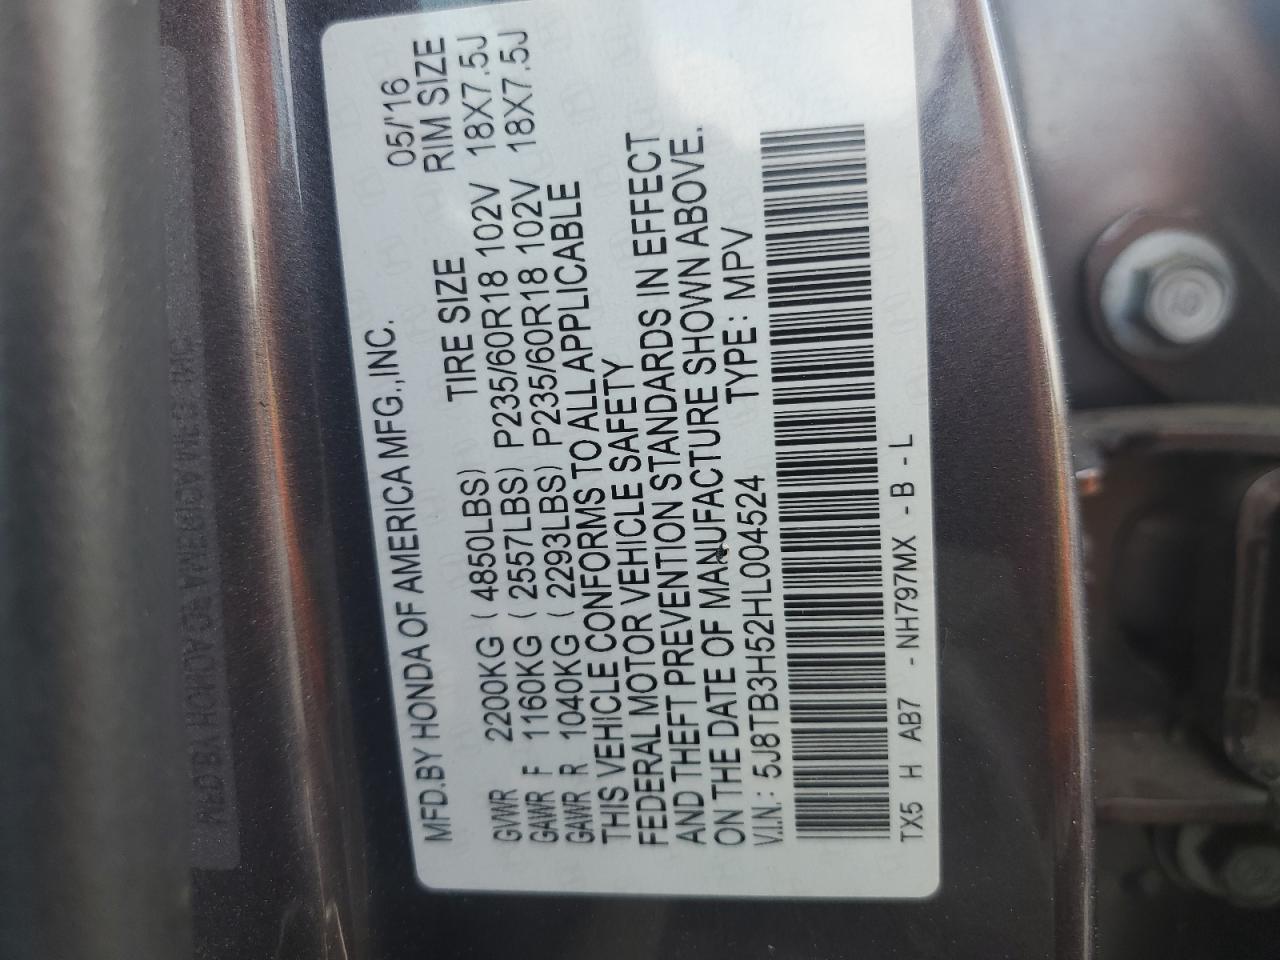 MFD.BY HONDA OF AMERICA MFG.,INC. 05/'16
TIRE SIZE RIM SIZE
GVWR 2200KG ( 4850LBS)
GAWR F 1160KG ( 2557LBS) P235/60R18 102V 18X7.5J
GAWR R 1040KG ( 2293LBS) P235/60R18 102V 18X7.5J
THIS VEHICLE CONFORMS TO ALL APPLICABLE
FEDERAL MOTOR VEHICLE SAFETY
AND THEFT PREVENTION STANDARDS IN EFFECT
ON THE DATE OF MANUFACTURE SHOWN ABOVE.
V.I.N.: 5J8TB3H52HL004524 TYPE: MPV
TX5 H AB7 - NH797MX - B - L